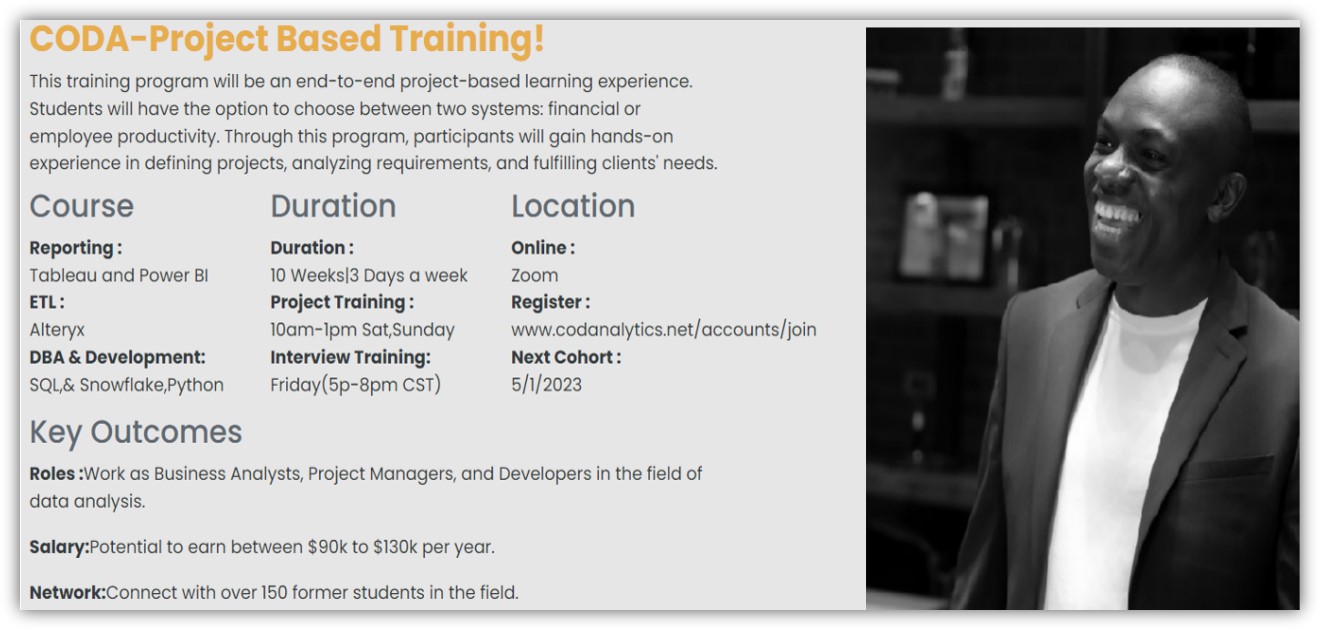 CODA-Project Based Training!
This training program will be an end-to-end project-based learning experience.
Students will have the option to choose between two systems: financial or
employee productivity. Through this program, participants will gain hands-on
experience in defining projects, analyzing requirements, and fulfilling clients' needs.
Course
Reporting :
Tableau and Power BI
ETL :
Alteryx
DBA & Development:
SQL,& Snowflake,Python
Duration
Duration :
10 Weeks|3 Days a week
Project Training :
10am-1pm Sat,Sunday
Interview Training:
Friday(5p-8pm CST)
Location
Online :
Zoom
Register :
www.codanalytics.net/accounts/join
Next Cohort :
5/1/2023
Key Outcomes
Roles :Work as Business Analysts, Project Managers, and Developers in the field of
data analysis.
Salary:Potential to earn between $90k to $130k per year.
Network:Connect with over 150 former students in the field.